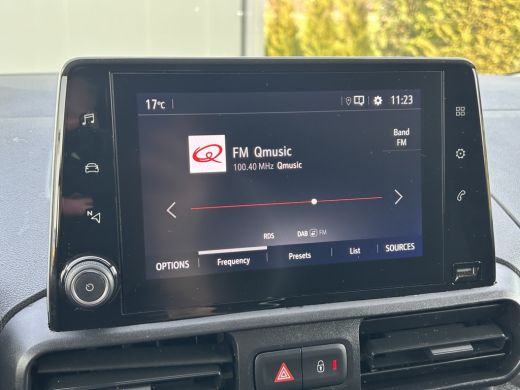 17°C
11:23
FM Qmusic
100.40 MHz Qmusic
Band
FM
RDS
DAB FM
OPTIONS
Frequency
Presets
List
SOURCES
N